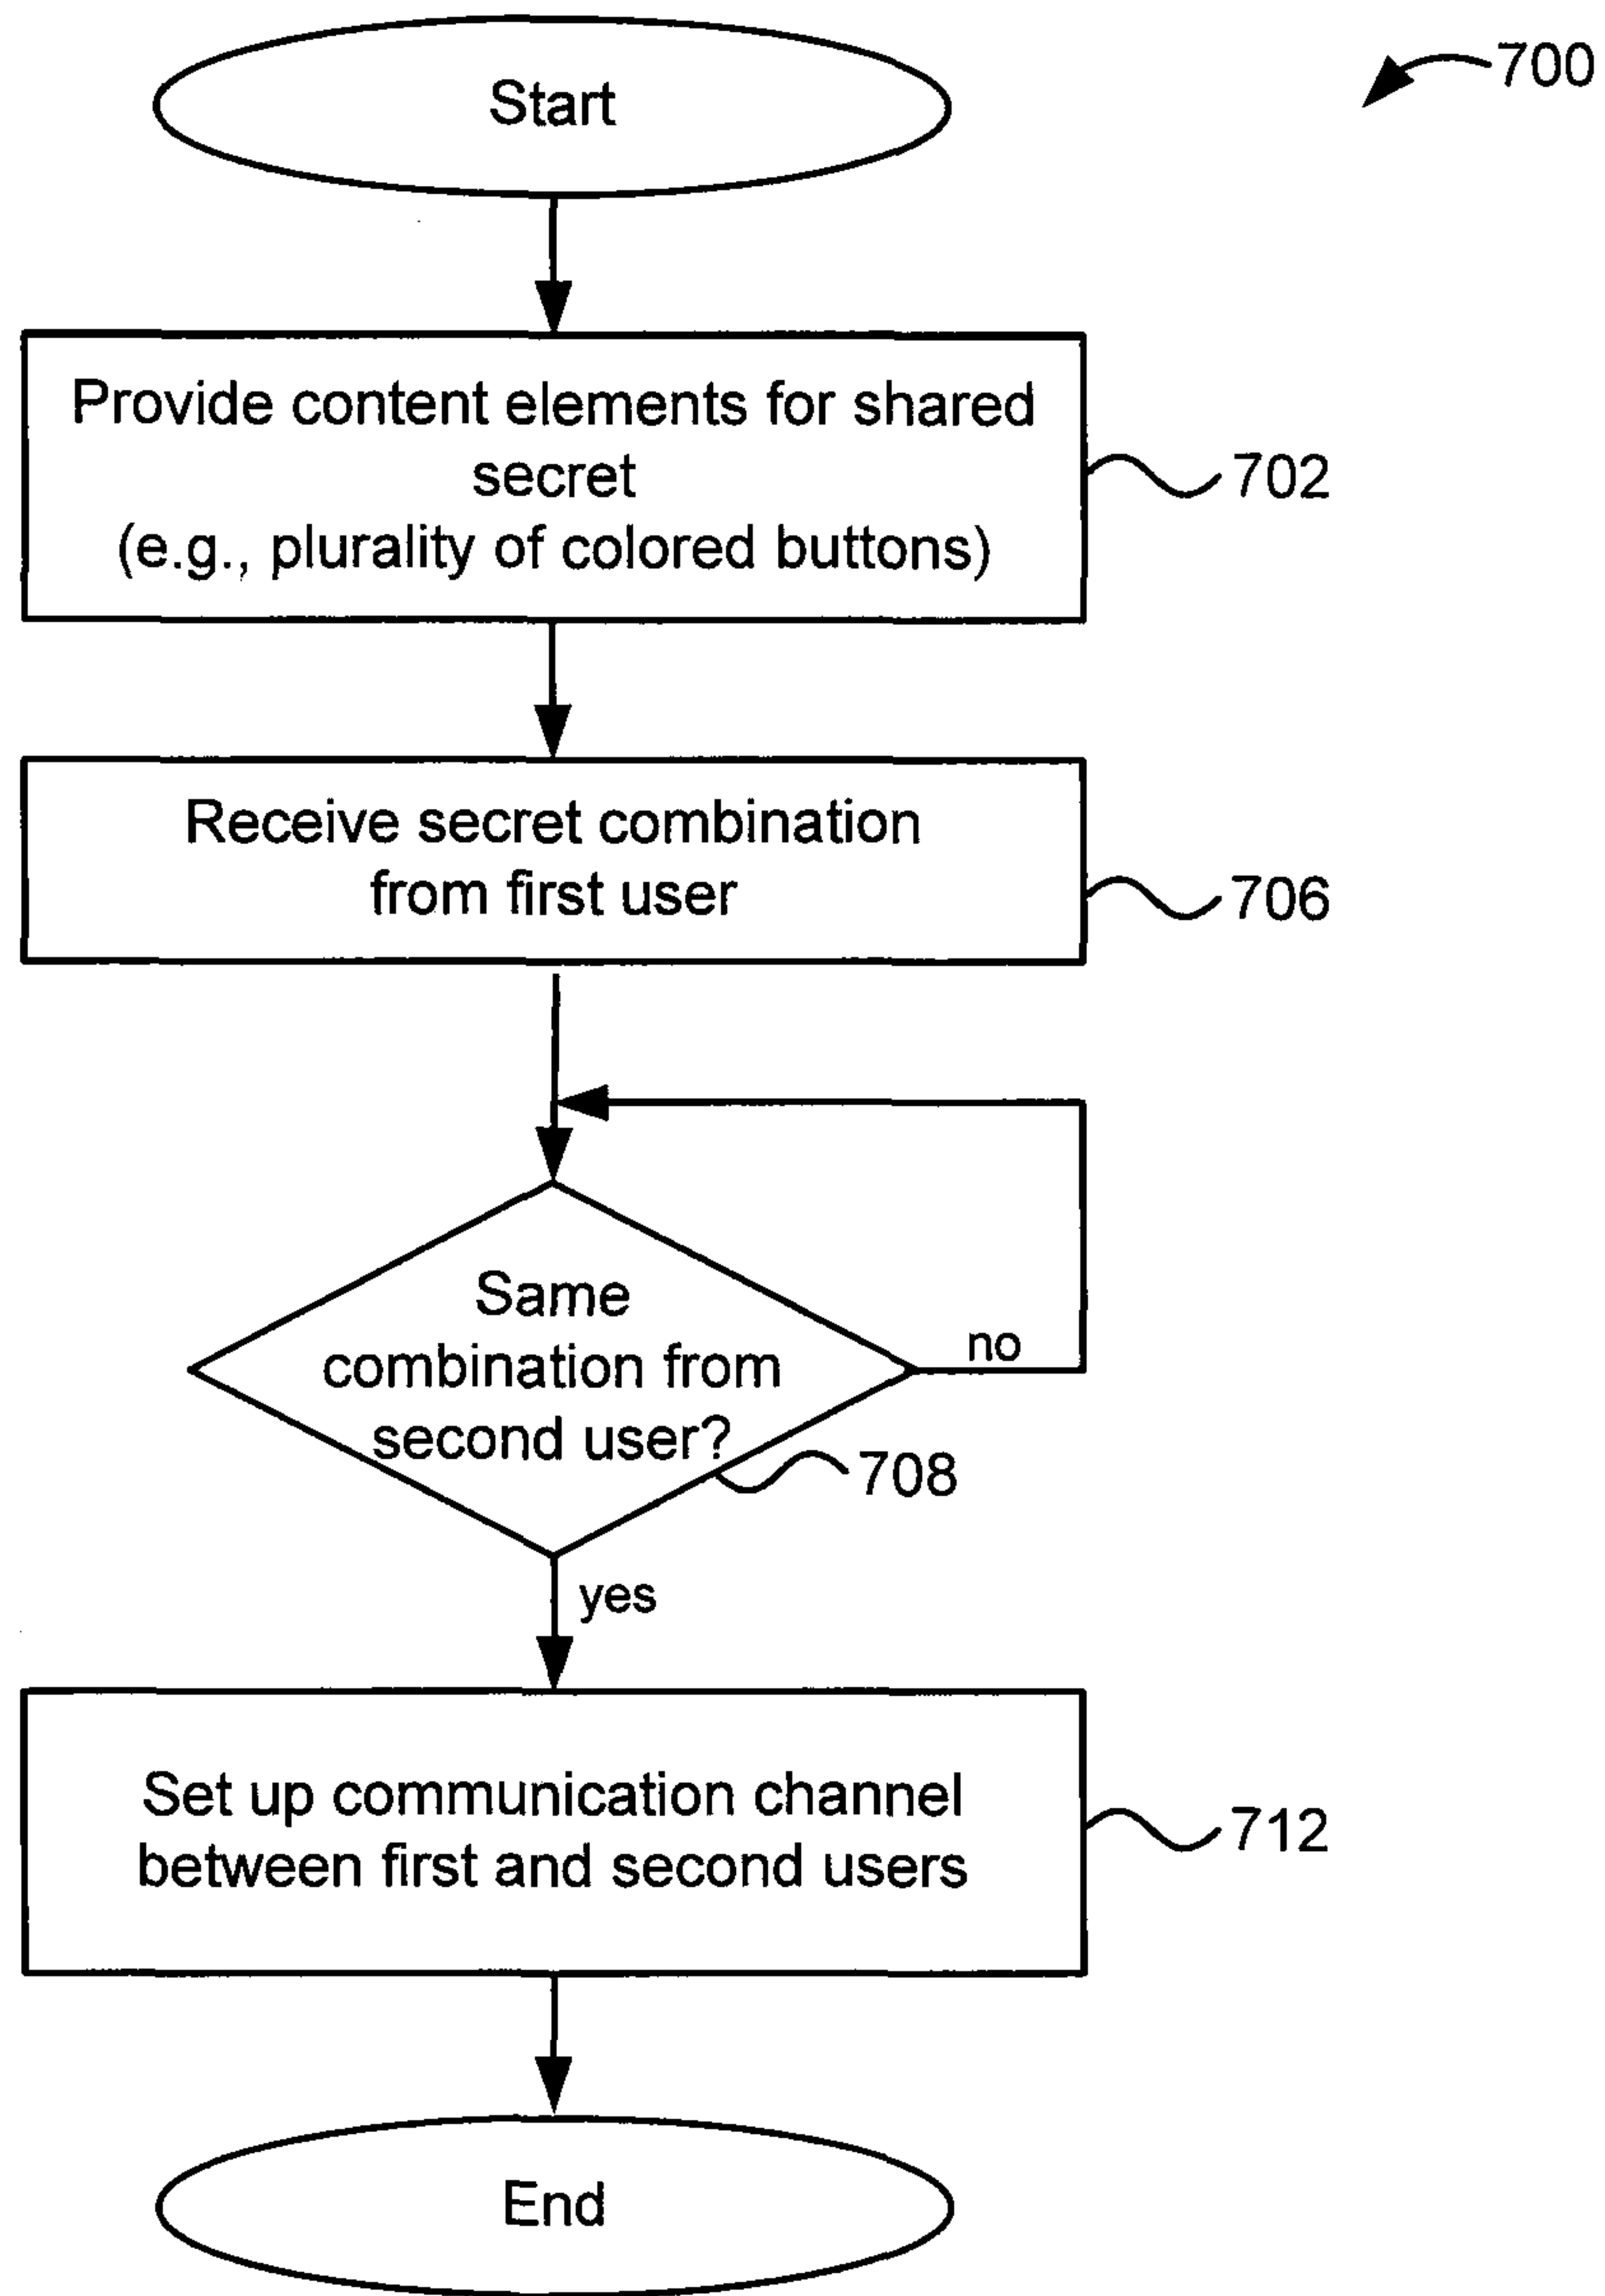 Start
700
Provide content elements for shared
secret
(e.g., plurality of colored buttons)
702
Receive secret combination
from first user
706
Same
combination from
second user?
no
708
yes
Set up communication channel
between first and second users
712
End